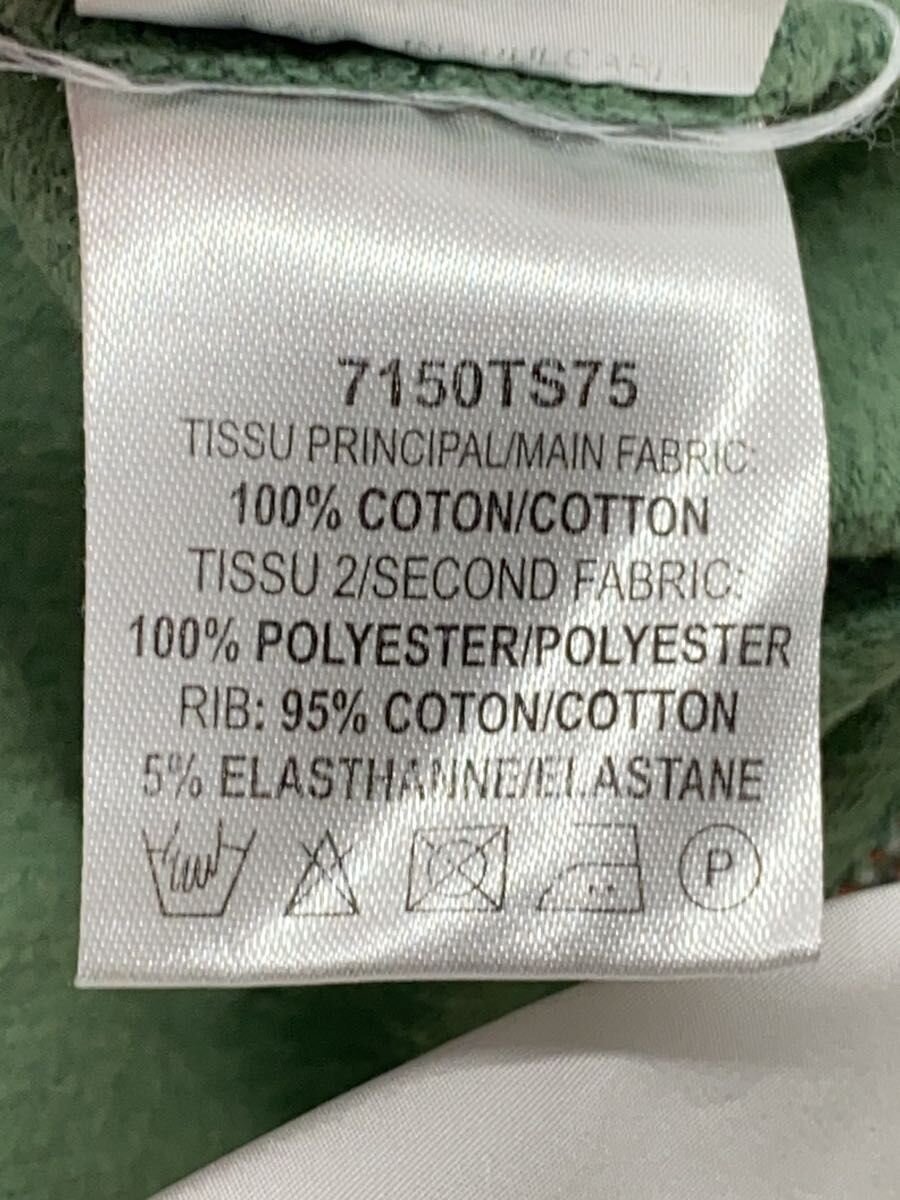 7150TS75
TISSU PRINCIPAL/MAIN FABRIC:
100% COTON/COTTON
TISSU 2/SECOND FABRIC:
100% POLYESTER/POLYESTER
RIB: 95% COTON/COTTON
5% ELASTHANNE/ELASTANE
P